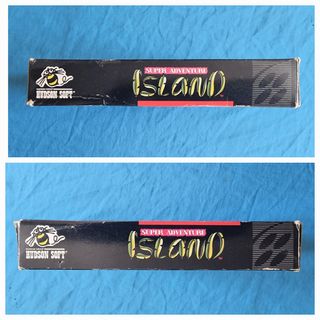 SUPER ADVENTURE
ISLAND
HUDSON SOFT
SUPER ADVENTURE
ISLAND
HUDSON SOFT